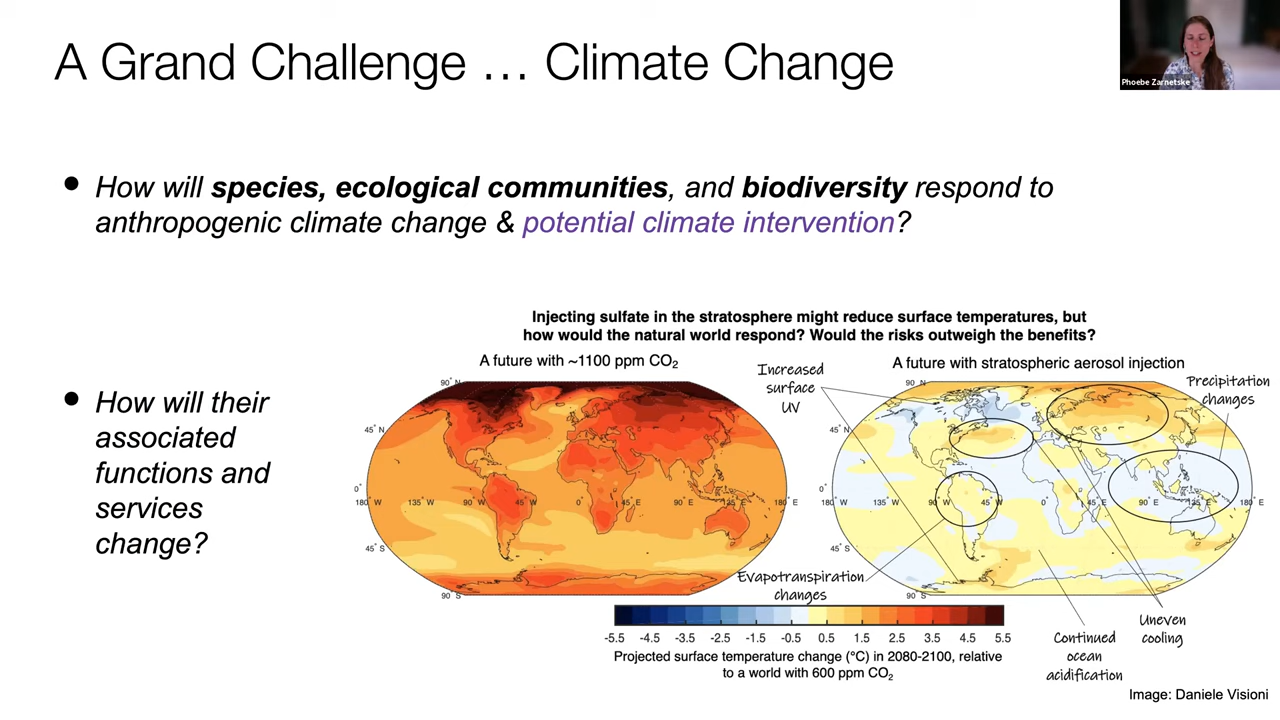 A Grand Challenge … Climate Change
Phoebe Zarnetske
• How will species, ecological communities, and biodiversity respond to
anthropogenic climate change & potential climate intervention?
• How will their
associated
functions and
services
change?
Injecting sulfate in the stratosphere might reduce surface temperatures, but
how would the natural world respond? Would the risks outweigh the benefits?
A future with ~1100 ppm CO₂
90° N
45° N
0°
180° W 135° W 90° W 45° W 0° 45° E 90° E 135° E 180° E
45° S
90° S
Increased
surface
UV
A future with stratospheric aerosol injection
Precipitation
changes
90° N
45° N
0°
180° W 135° W 90° W 45° W 0° 45° E 90° E 135° E 180° E
45° S
90° S
Evapotranspiration
changes
Uneven
cooling
Continued
ocean
acidification
-5.5 -4.5 -3.5 -2.5 -1.5 -0.5 0.5 1.5 2.5 3.5 4.5 5.5
Projected surface temperature change (°C) in 2080-2100, relative
to a world with 600 ppm CO₂
Image: Daniele Visioni